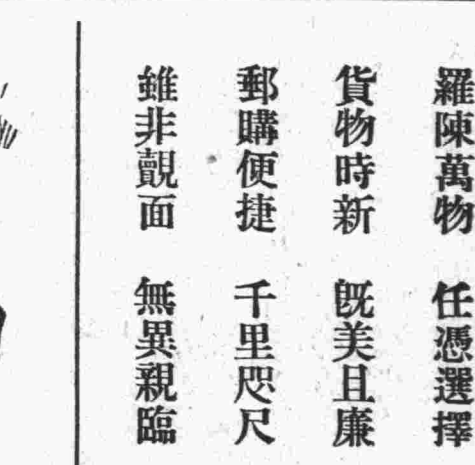 羅陳萬物 任憑選擇
貨物時新 旣美且廉
郵購便捷 千里咫尺
雖非覿面 無異親臨